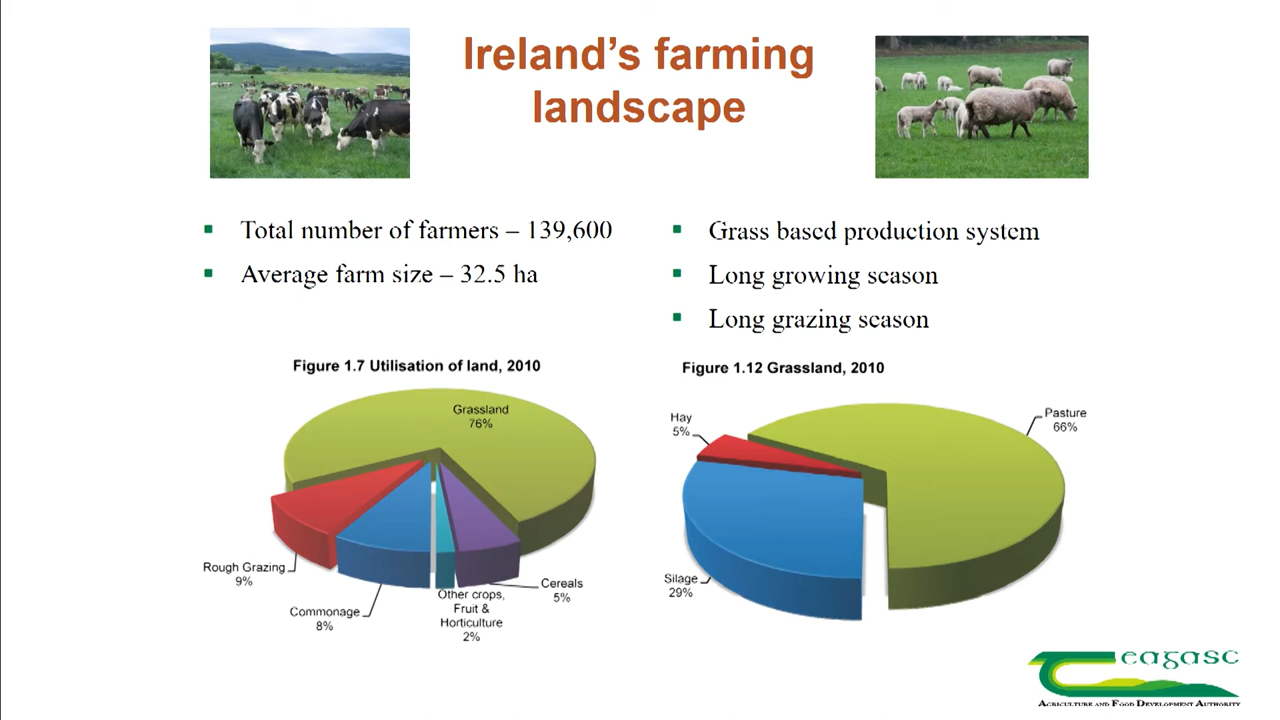 Ireland's farming
landscape
Total number of farmers – 139,600
Average farm size – 32.5 ha
Grass based production system
Long growing season
Long grazing season
Figure 1.7 Utilisation of land, 2010
Grassland
76%
Rough Grazing
9%
Commonage
8%
Other crops,
Fruit &
Horticulture
2%
Cereals
5%
Figure 1.12 Grassland, 2010
Hay
5%
Pasture
66%
Silage
29%
teagasc
Agriculture and Food Development Authority